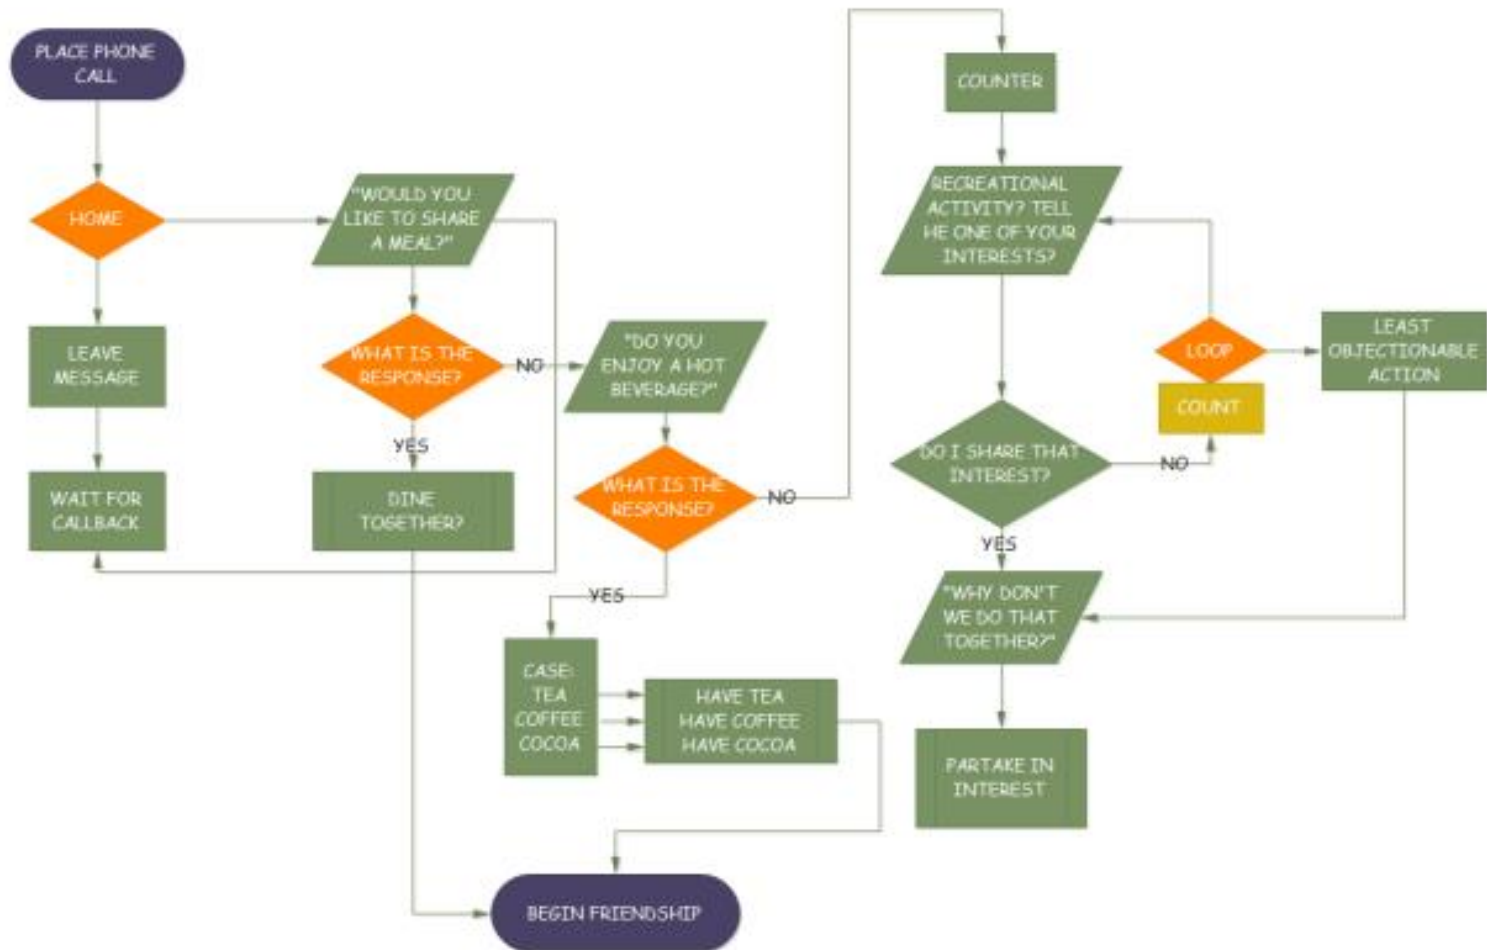 PLACE PHONE
CALL
HOME
LEAVE
MESSAGE
WAIT FOR
CALLBACK
"WOULD YOU
LIKE TO SHARE
A MEAL?"
WHAT IS THE
RESPONSE?
NO
YES
DINE
TOGETHER?
"DO YOU
ENJOY A HOT
BEVERAGE?"
WHAT IS THE
RESPONSE?
NO
YES
CASE:
TEA
COFFEE
COCOA
HAVE TEA
HAVE COFFEE
HAVE COCOA
BEGIN FRIENDSHIP
COUNTER
RECREATIONAL
ACTIVITY? TELL
HE ONE OF YOUR
INTERESTS?
DO I SHARE THAT
INTEREST?
NO
COUNT
LOOP
LEAST
OBJECTIONABLE
ACTION
YES
"WHY DON'T
WE DO THAT
TOGETHER?"
PARTAKE IN
INTEREST